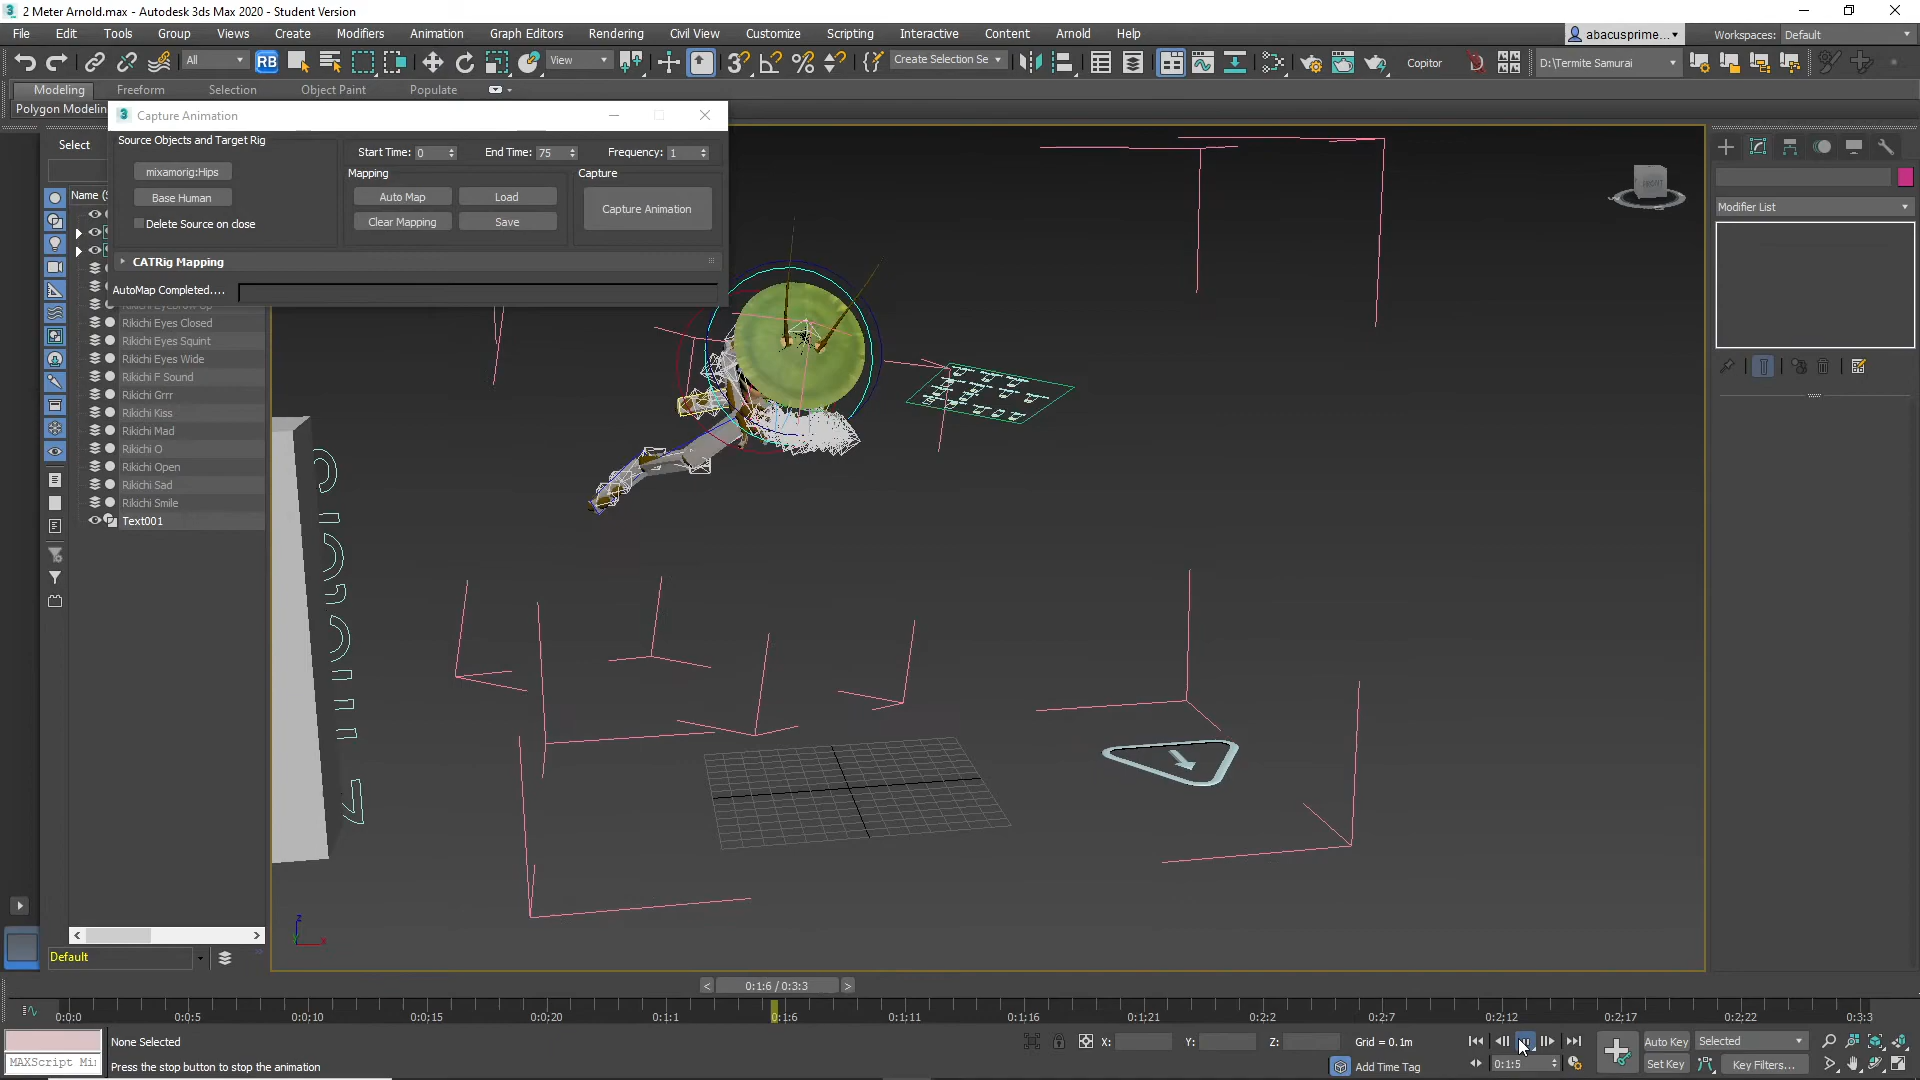 2 Meter Arnold.max - Autodesk 3ds Max 2020 - Student Version
File Edit Tools Group Views Create Modifiers Animation Graph Editors Rendering Civil View Customize Scripting Interactive Content Arnold Help
abacusprime...
Workspaces: Default
All
RB
View
Create Selection Se
Copitor
D:\Termite Samurai
Modeling Freeform Selection Object Paint Populate
Polygon Modelin
Capture Animation
Source Objects and Target Rig
mixamorig:Hips
Base Human
Delete Source on close
Start Time: 0 End Time: 75 Frequency: 1
Mapping
Auto Map Load
Clear Mapping Save
Capture
Capture Animation
CATRig Mapping
AutoMap Completed....
Select
Name (S
Rikichi Eyebrow Up
Rikichi Eyes Closed
Rikichi Eyes Squint
Rikichi Eyes Wide
Rikichi F Sound
Rikichi Grrr
Rikichi Kiss
Rikichi Mad
Rikichi O
Rikichi Open
Rikichi Sad
Rikichi Smile
Text001
Default
FRONT
Modifier List
z
x
0:1:6 / 0:3:3
0:0:0 0:0:5 0:0:10 0:0:15 0:0:20 0:1:1 0:1:6 0:1:11 0:1:16 0:1:21 0:2:2 0:2:7 0:2:12 0:2:17 0:2:22 0:3:3
None Selected
X: Y: Z: Grid = 0.1m
Auto Key Selected
MAXScript Mi
Press the stop button to stop the animation
Add Time Tag
0:1:5
Set Key Key Filters...